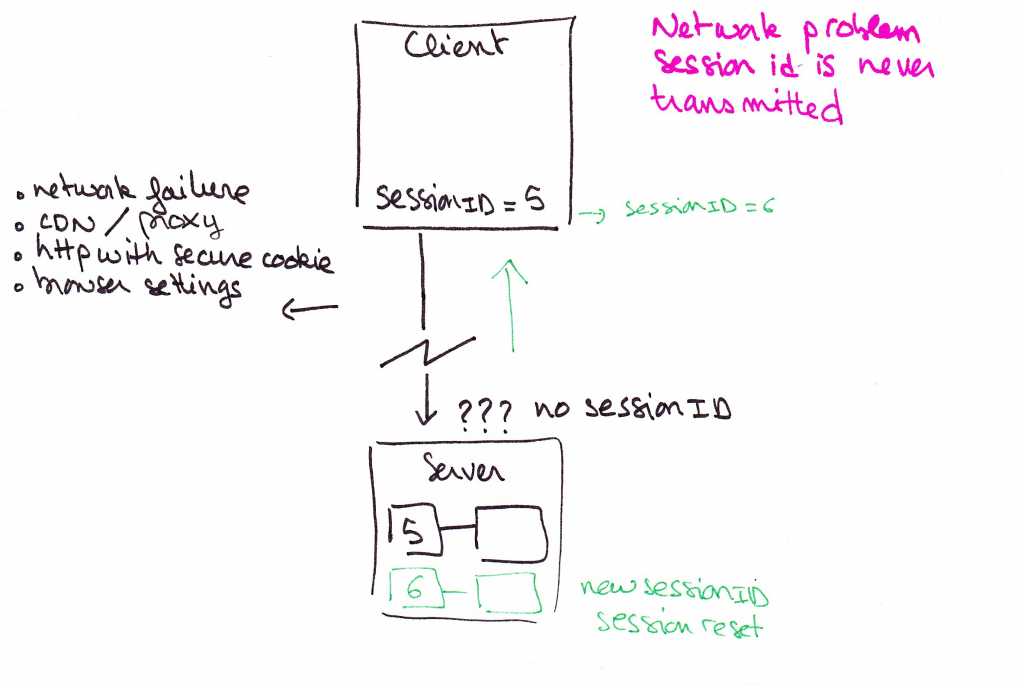 Client
Network problem
session id is never
transmitted
sessionID = 5
→ sessionID = 6
• network failure
• CDN / proxy
• http with secure cookie
• browser settings
??? no sessionID
Server
5
6
new sessionID
session reset